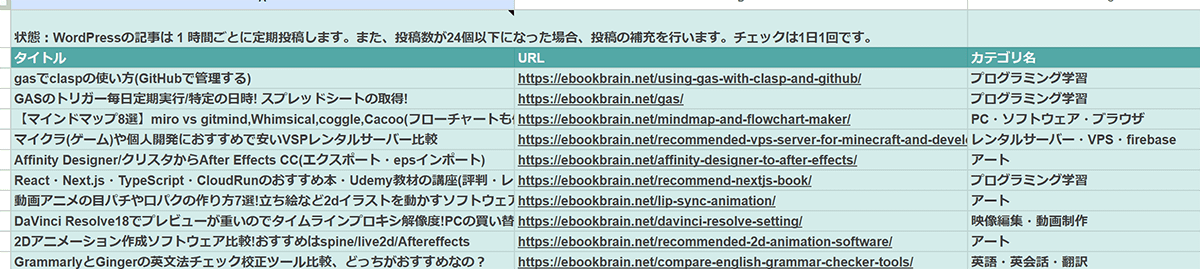 状態：WordPressの記事は１時間ごとに定期投稿します。また、投稿数が24個以下になった場合、投稿の補充を行います。チェックは1日1回です。
タイトル URL カテゴリ名
gasでclaspの使い方(GitHubで管理する) https://ebookbrain.net/using-gas-with-clasp-and-github/ プログラミング学習
GASのトリガー毎日定期実行/特定の日時! スプレッドシートの取得! https://ebookbrain.net/gas/ プログラミング学習
【マインドマップ8選】miro vs gitmind,Whimsical,coggle,Cacoo(フローチャートも https://ebookbrain.net/mindmap-and-flowchart-maker/ PC・ソフトウェア・ブラウザ
マイクラ(ゲーム)や個人開発におすすめで安いVSPレンタルサーバー比較 https://ebookbrain.net/recommended-vps-server-for-minecraft-and-devel レンタルサーバー・VPS・firebase
Affinity Designer/クリスタからAfter Effects CC(エクスポート・epsインポート) https://ebookbrain.net/affinity-designer-to-after-effects/ アート
React・Next.js・TypeScript・CloudRunのおすすめ本・Udemy教材の講座(評判・レ https://ebookbrain.net/recommend-nextjs-book/ プログラミング学習
動画アニメの目パチや口パクの作り方7選!立ち絵など2dイラストを動かすソフトウェア https://ebookbrain.net/lip-sync-animation/ アート
DaVinci Resolve18でプレビューが重いのでタイムラインプロキシ解像度!PCの買い替 https://ebookbrain.net/davinci-resolve-setting/ 映像編集・動画制作
2Dアニメーション作成ソフトウェア比較!おすすめはspine/live2d/Aftereffects https://ebookbrain.net/recommended-2d-animation-software/ アート
GrammarlyとGingerの英文法チェック校正ツール比較、どっちがおすすめなの？ https://ebookbrain.net/compare-english-grammar-checker-tools/ 英語・英会話・翻訳